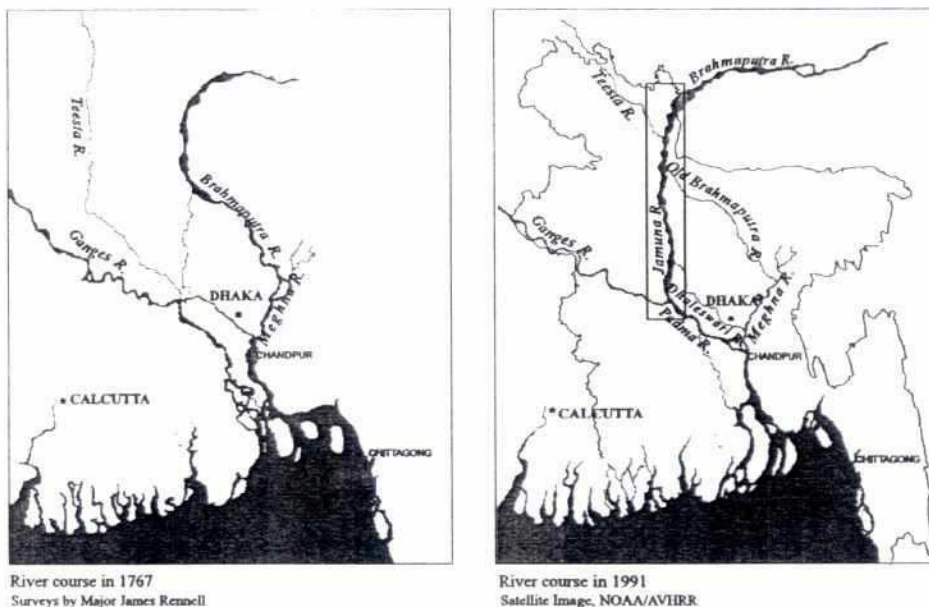 Teesta R.
Brahmaputra R.
Ganges R.
DHAKA
Meghna R.
CHANDPUR
* CALCUTTA
CHITTAGONG
River course in 1767
Surveys by Major James Rennell
Brahmaputra R.
Teesta R.
Old Brahmaputra R.
Ganges R.
Jamuna R.
Dhaleswari R.
DHAKA
Padma R.
Meghna R.
CHANDPUR
* CALCUTTA
CHITTAGONG
River course in 1991
Satellite Image, NOAA/AVHRR